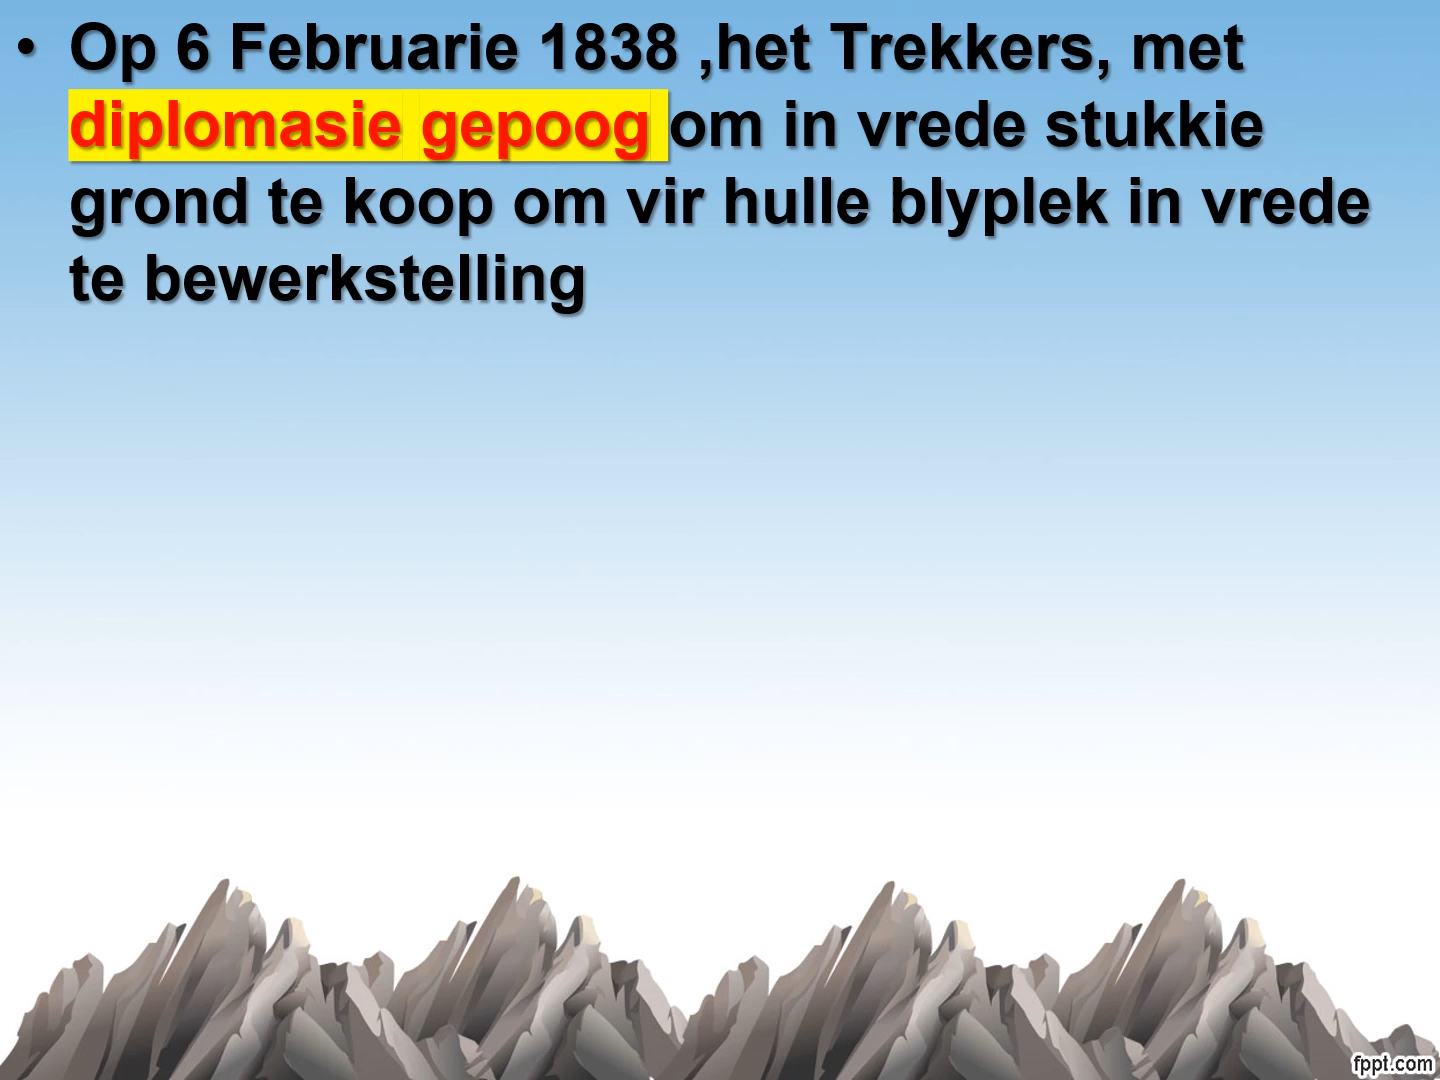 • Op 6 Februarie 1838 ,het Trekkers, met
diplomasie gepoog om in vrede stukkie
grond te koop om vir hulle blyplek in vrede
te bewerkstelling
fppt.com